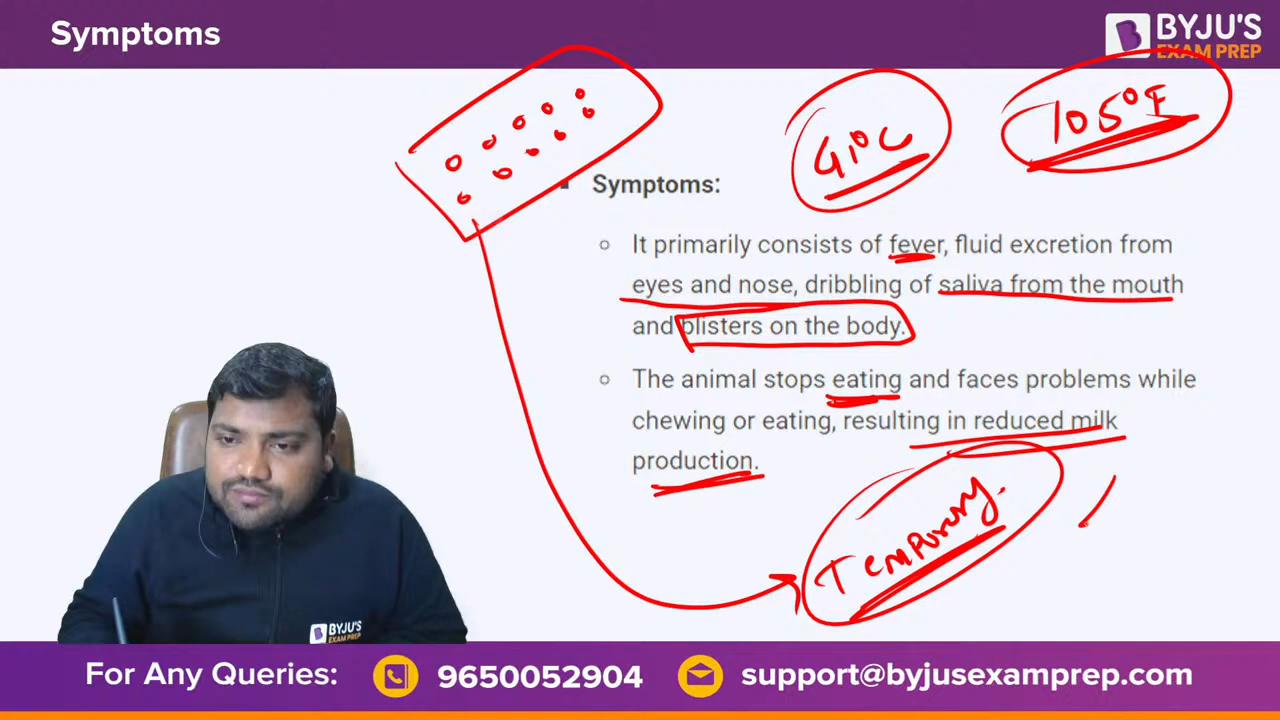 Symptoms
BYJU'S
EXAM PREP
41°C
105°F
Symptoms:
It primarily consists of fever, fluid excretion from
eyes and nose, dribbling of saliva from the mouth
and blisters on the body.
The animal stops eating and faces problems while
chewing or eating, resulting in reduced milk
production.
Temporary.
BYJU'S
EXAM PREP
For Any Queries:
9650052904
support@byjusexamprep.com